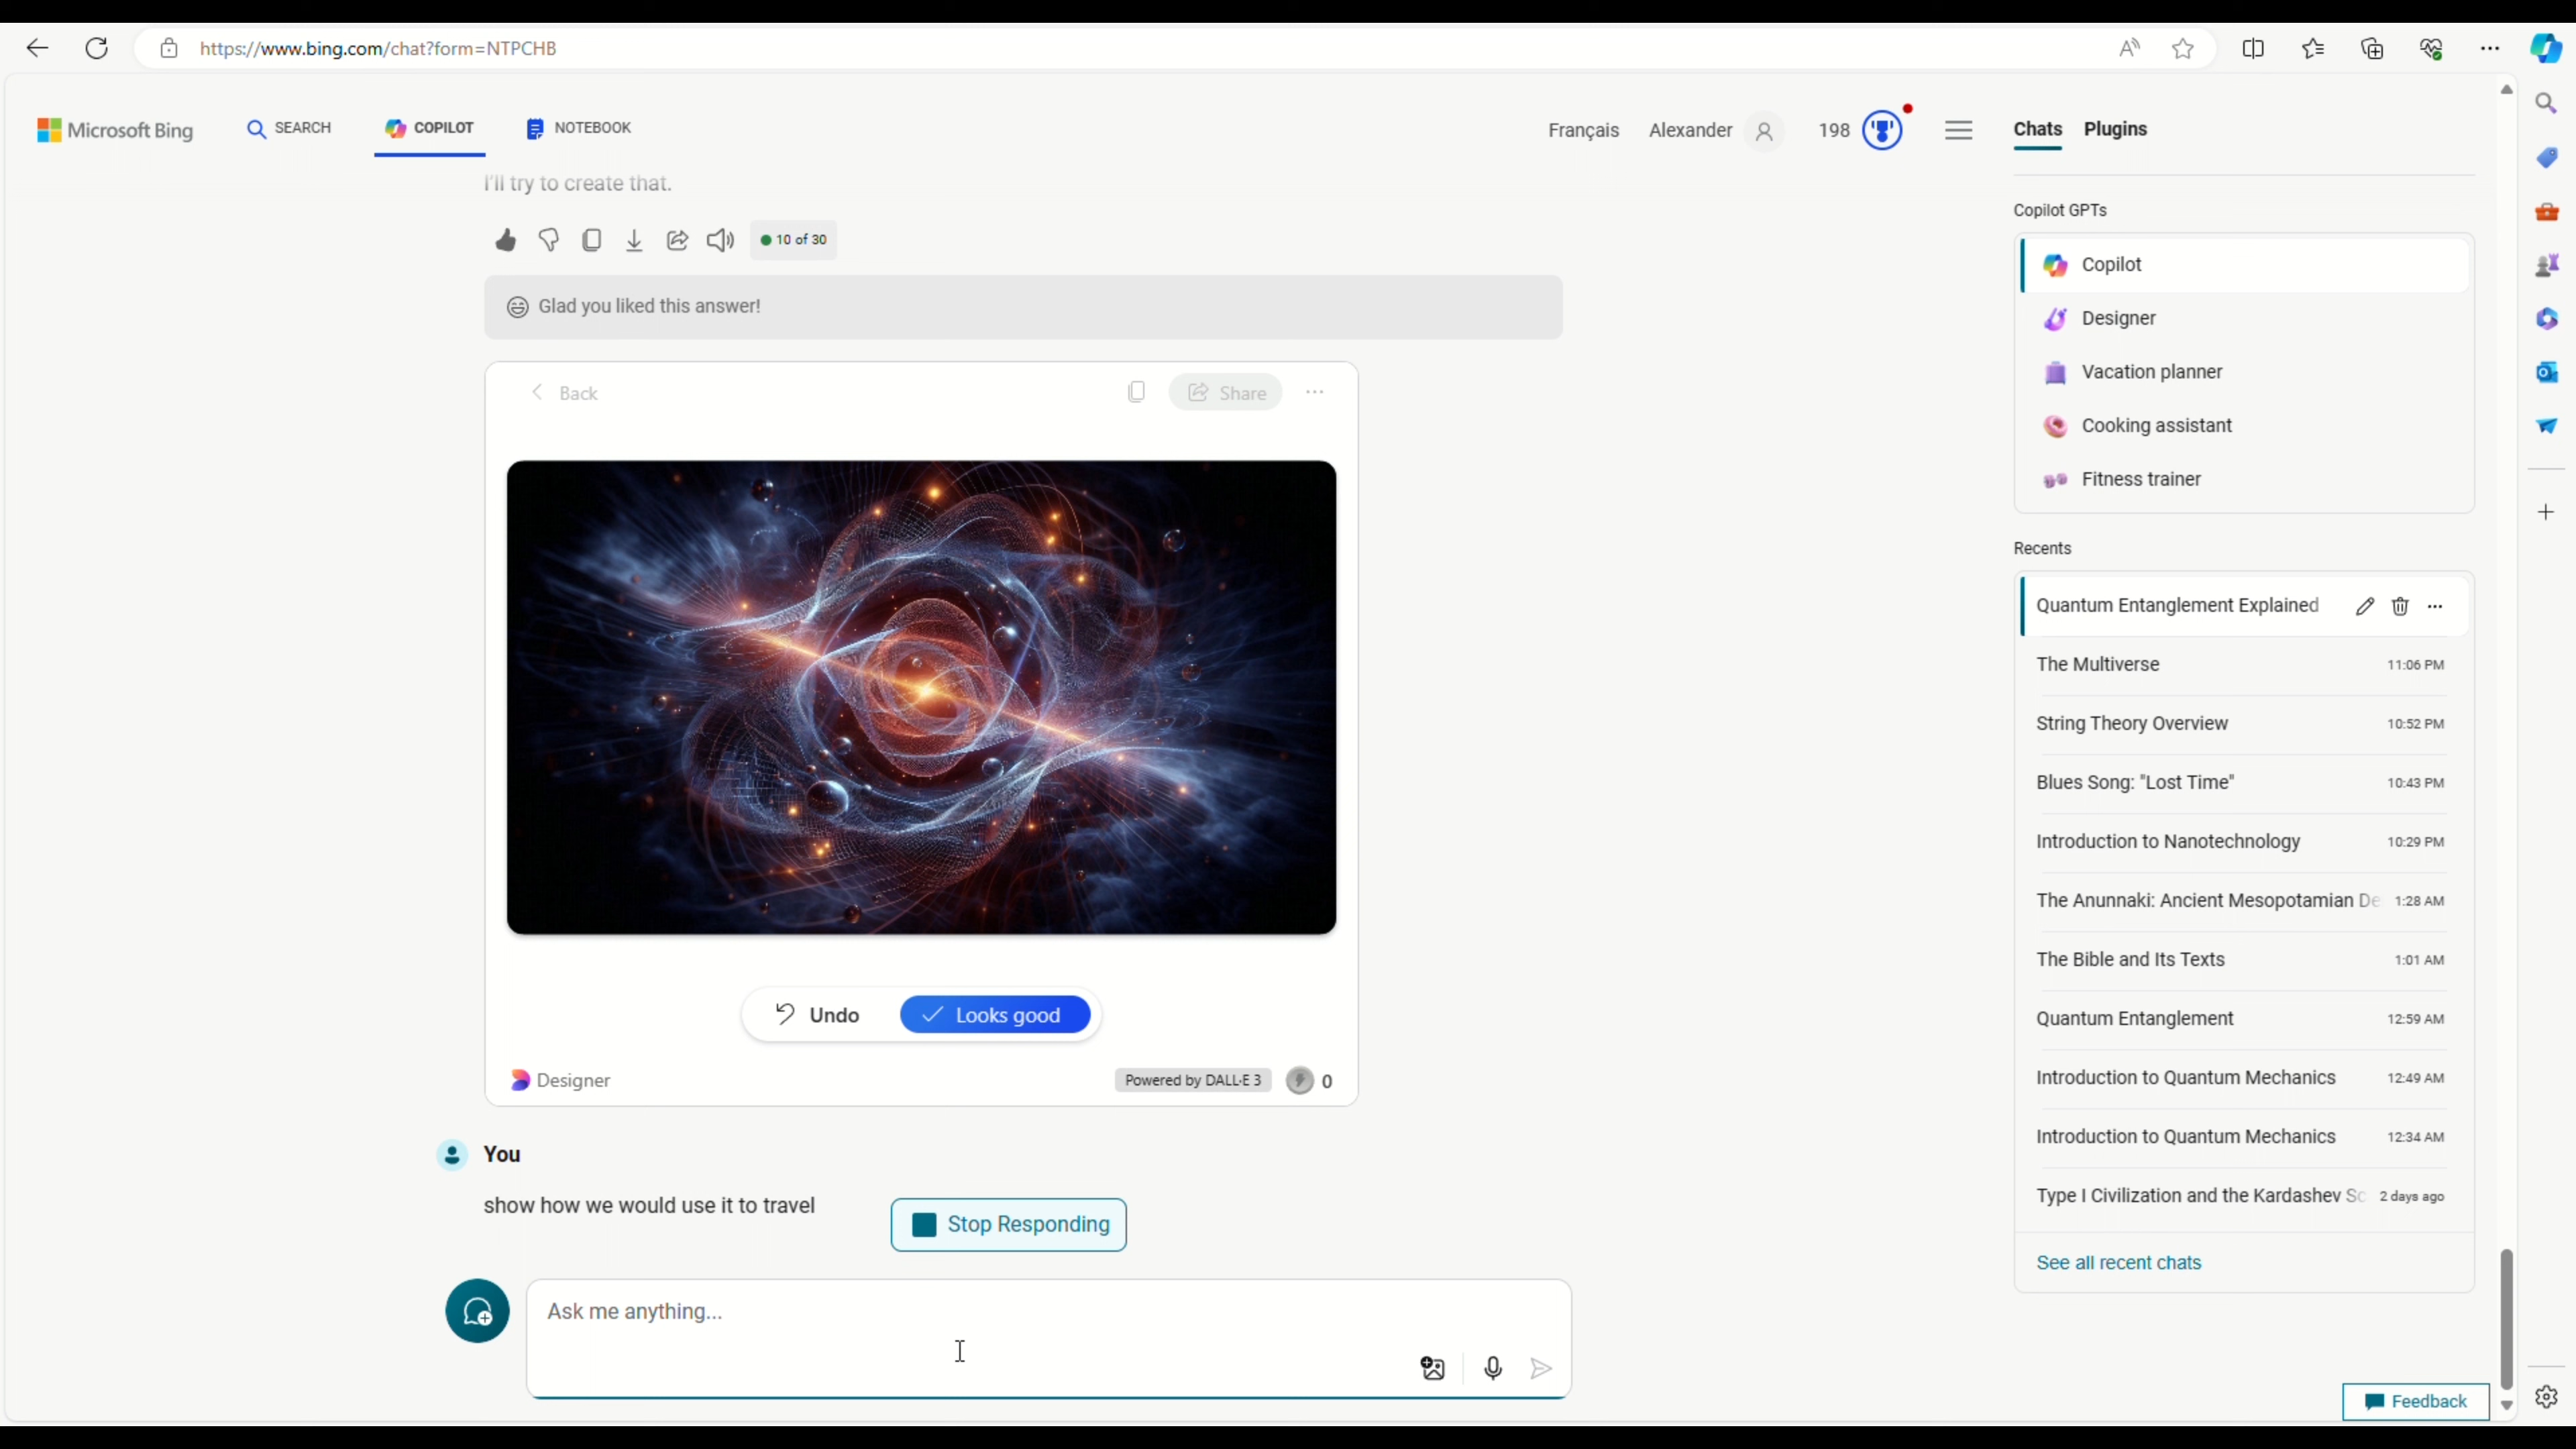 https://www.bing.com/chat?form=NTPCHB
Microsoft Bing
SEARCH
COPILOT
NOTEBOOK
Français
Alexander
198
Chats
Plugins
I'll try to create that.
10 of 30
Glad you liked this answer!
Back
Share
Undo
Looks good
Designer
Powered by DALL·E 3
0
You
show how we would use it to travel
Stop Responding
Ask me anything...
Copilot GPTs
Copilot
Designer
Vacation planner
Cooking assistant
Fitness trainer
Recents
Quantum Entanglement Explained
The Multiverse 11:06 PM
String Theory Overview 10:52 PM
Blues Song: "Lost Time" 10:43 PM
Introduction to Nanotechnology 10:29 PM
The Anunnaki: Ancient Mesopotamian De 1:28 AM
The Bible and Its Texts 1:01 AM
Quantum Entanglement 12:59 AM
Introduction to Quantum Mechanics 12:49 AM
Introduction to Quantum Mechanics 12:34 AM
Type I Civilization and the Kardashev Sc 2 days ago
See all recent chats
Feedback